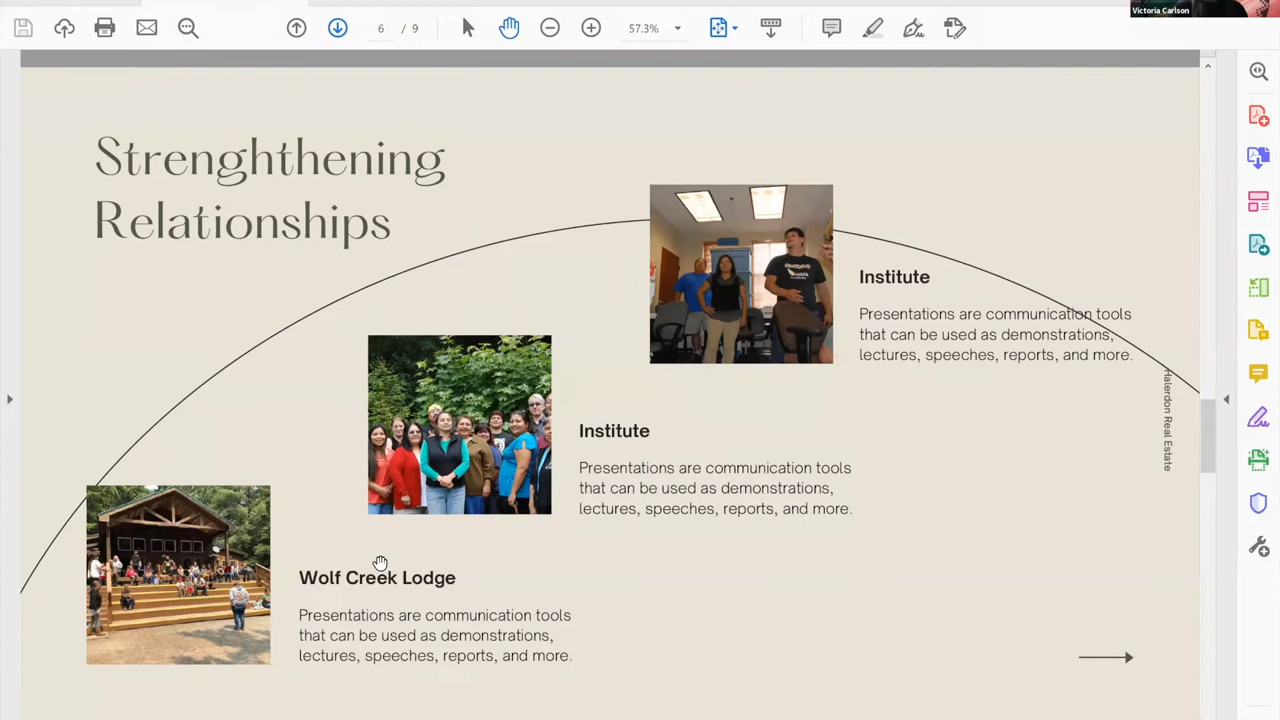 Victoria Carlson
6 / 9
57.3%
Strenghthening
Relationships
Institute
Presentations are communication tools
that can be used as demonstrations,
lectures, speeches, reports, and more.
Halerdon Real Estate
Institute
Presentations are communication tools
that can be used as demonstrations,
lectures, speeches, reports, and more.
Wolf Creek Lodge
Presentations are communication tools
that can be used as demonstrations,
lectures, speeches, reports, and more.